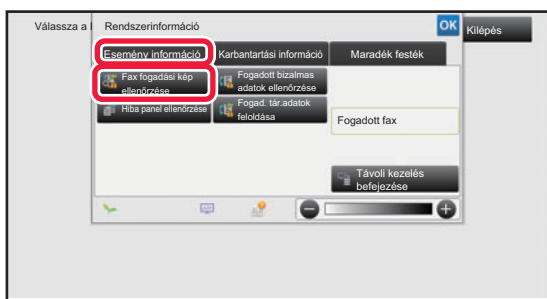 Válassza a
Rendszerinformáció
OK
Kilépés
Esemény információ
Karbantartási információ
Maradék festék
Fax fogadási kép
ellenőrzése
Fogadott bizalmas
adatok ellenőrzése
Hiba panel ellenőrzése
Fogad. tár.adatok
feloldása
Fogadott fax
Távoli kezelés
befejezése